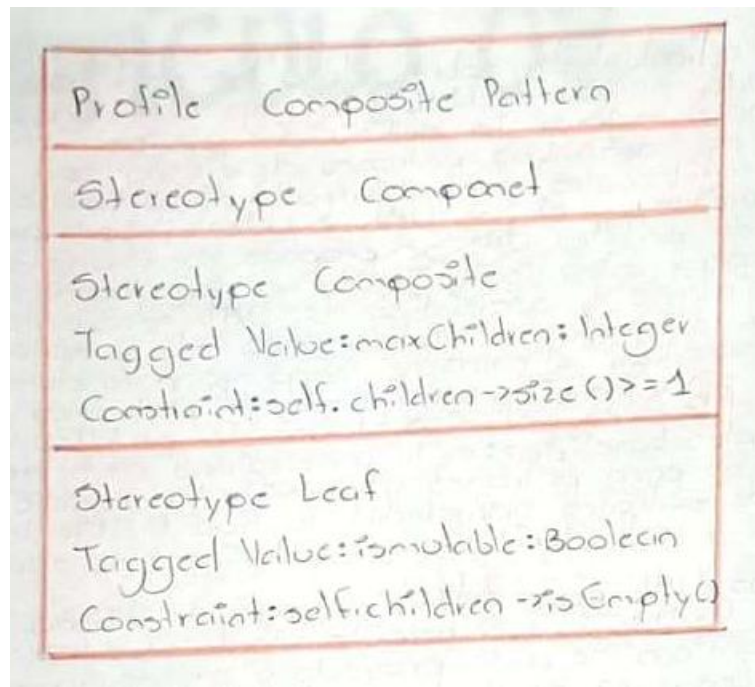 Profile Composite Pattern
Stereotype Componet
Stereotype Composite
Tagged Value:maxChildren:Integer
Constraint:self.children->size()>=1
Stereotype Leaf
Tagged Value:ismutable:Boolean
Constraint:self.children->isEmpty()